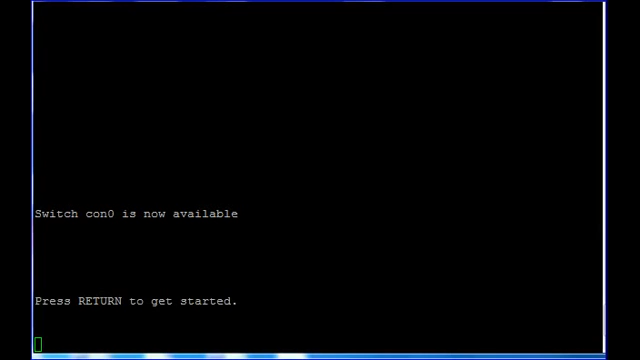 Switch con0 is now available
Press RETURN to get started.